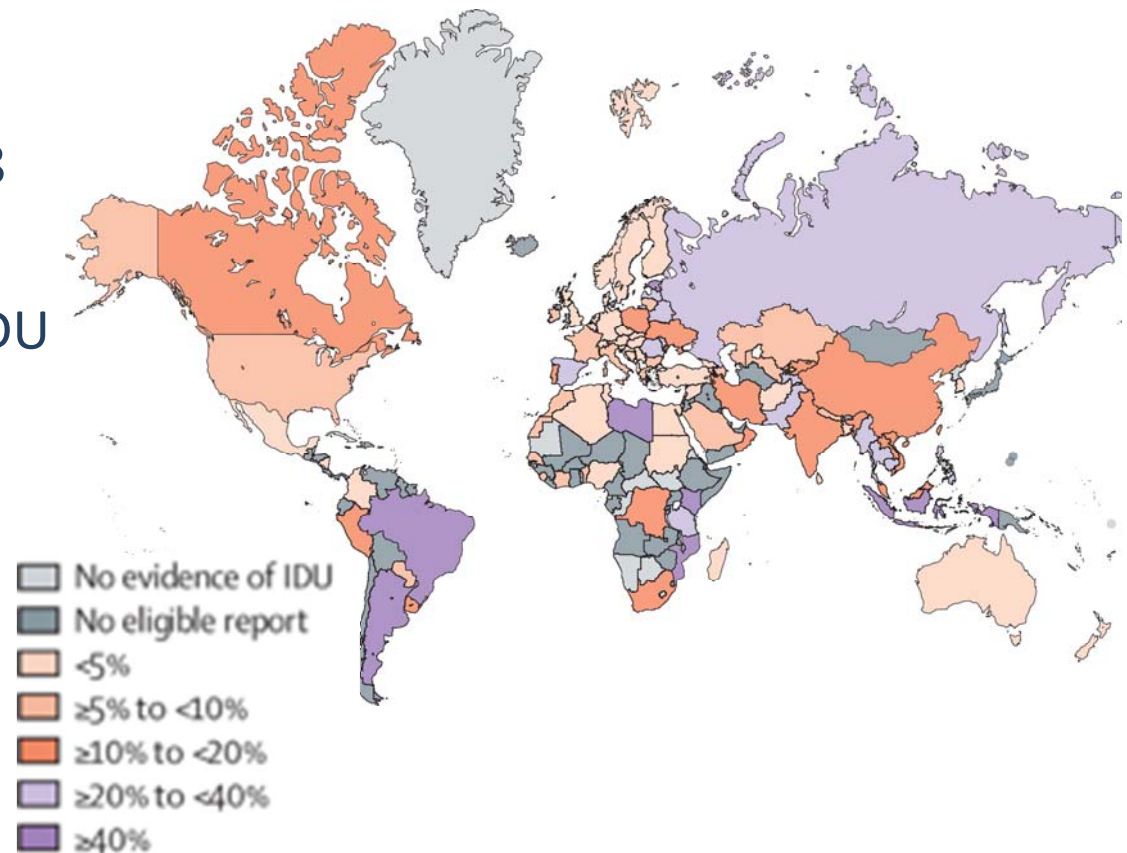 3
DU
No evidence of IDU
No eligible report
<5%
≥5% to <10%
≥10% to <20%
≥20% to <40%
≥40%